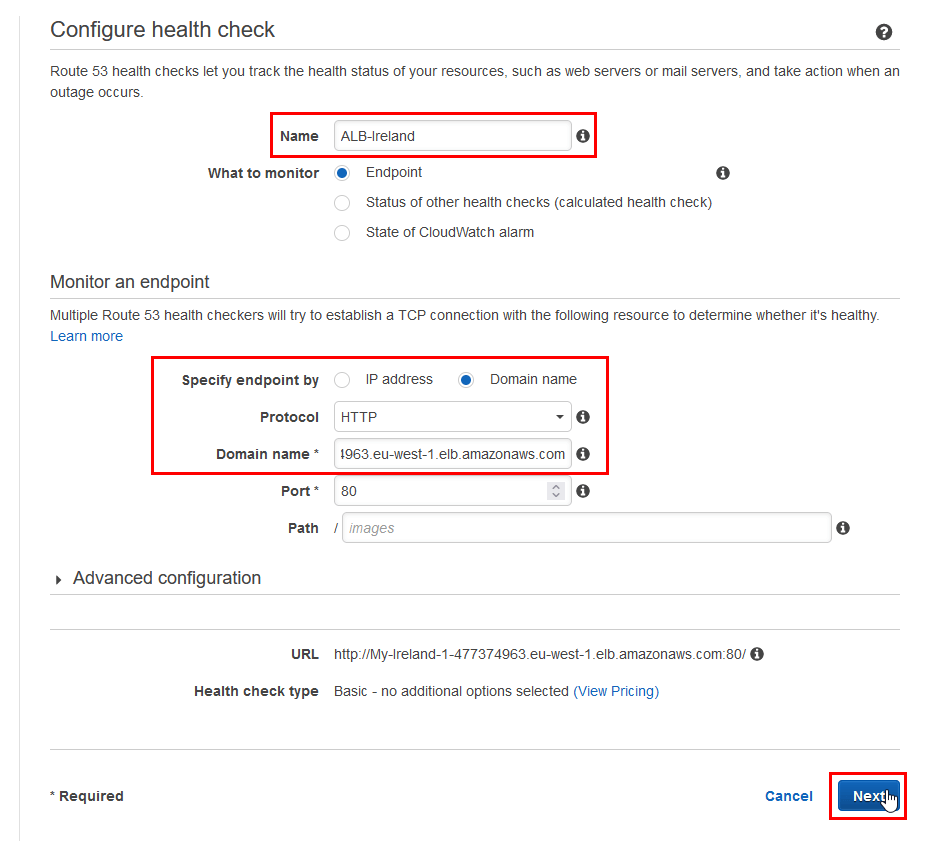 Configure health check
Route 53 health checks let you track the health status of your resources, such as web servers or mail servers, and take action when an
outage occurs.
Name ALB-Ireland
What to monitor Endpoint
Status of other health checks (calculated health check)
State of CloudWatch alarm
Monitor an endpoint
Multiple Route 53 health checkers will try to establish a TCP connection with the following resource to determine whether it's healthy.
Learn more
Specify endpoint by IP address Domain name
Protocol HTTP
Domain name * 4963.eu-west-1.elb.amazonaws.com
Port * 80
Path / images
Advanced configuration
URL http://My-Ireland-1-477374963.eu-west-1.elb.amazonaws.com:80/
Health check type Basic - no additional options selected (View Pricing)
* Required Cancel Next